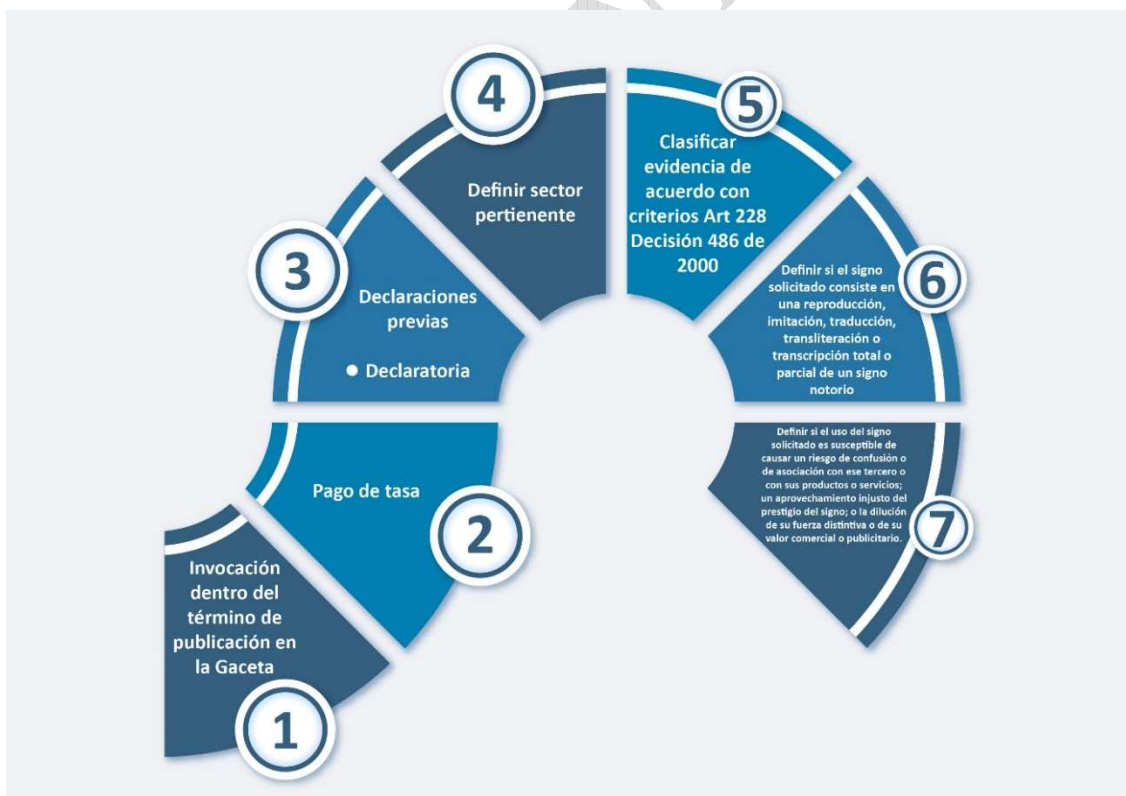 1
Invocación
dentro del
término de
publicación en
la Gaceta
2
Pago de tasa
3
Declaraciones
previas
● Declaratoria
4
Definir sector
pertienente
5
Clasificar
evidencia de
acuerdo con
criterios Art 228
Decisión 486 de
2000
6
Definir si el signo
solicitado consiste en
una reproducción,
imitación, traducción,
transliteración o
transcripción total o
parcial de un signo
notorio
7
Definir si el uso del signo
solicitado es susceptible de
causar un riesgo de confusión o
de asociación con ese tercero o
con sus productos o servicios;
un aprovechamiento injusto del
prestigio del signo; o la dilución
de su fuerza distintiva o de su
valor comercial o publicitario.